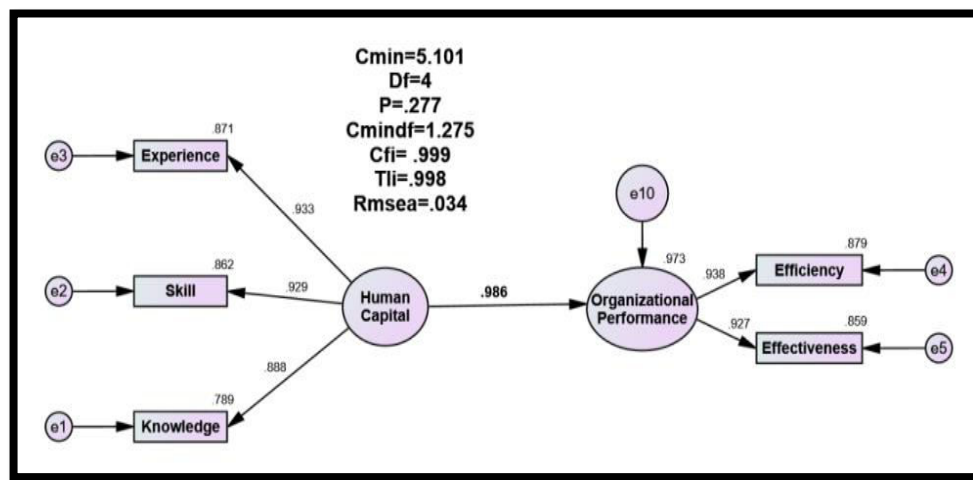 Cmin=5.101
Df=4
P=.277
Cmindf=1.275
Cfi= .999
Tli=.998
Rmsea=.034
.871
e3
Experience
.933
.862
e2
Skill
.929
.789
e1
Knowledge
.888
Human
Capital
.986
e10
.973
Organizational
Performance
.938
.879
Efficiency
e4
.927
.859
Effectiveness
e5